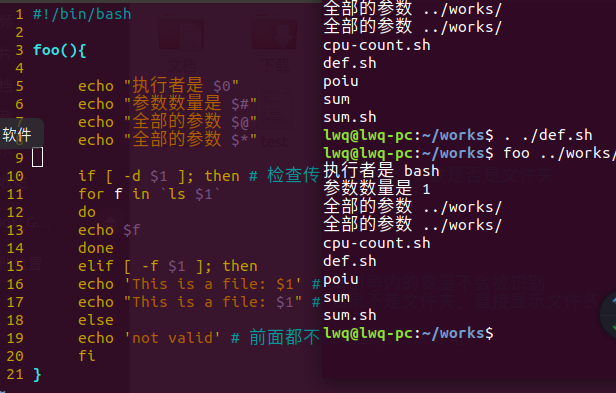 1 #!/bin/bash
2
3 foo(){
4
5 echo "执行者是 $0"
6 echo "参数数量是 $#"
7 echo "全部的参数 $@"
8 echo "全部的参数 $*"
9
10 if [ -d $1 ]; then # 检查传
11 for f in `ls $1`
12 do
13 echo $f
14 done
15 elif [ -f $1 ]; then
16 echo 'This is a file: $1' #
17 echo "This is a file: $1" #
18 else
19 echo 'not valid' # 前面都不
20 fi
21 }
软件
全部的参数 ../works/
全部的参数 ../works/
cpu-count.sh
def.sh
poiu
sum
sum.sh
lwq@lwq-pc:~/works$ . ./def.sh
lwq@lwq-pc:~/works$ foo ../works/
执行者是 bash
参数数量是 1
全部的参数 ../works/
全部的参数 ../works/
cpu-count.sh
def.sh
poiu
sum
sum.sh
lwq@lwq-pc:~/works$
文档
下载